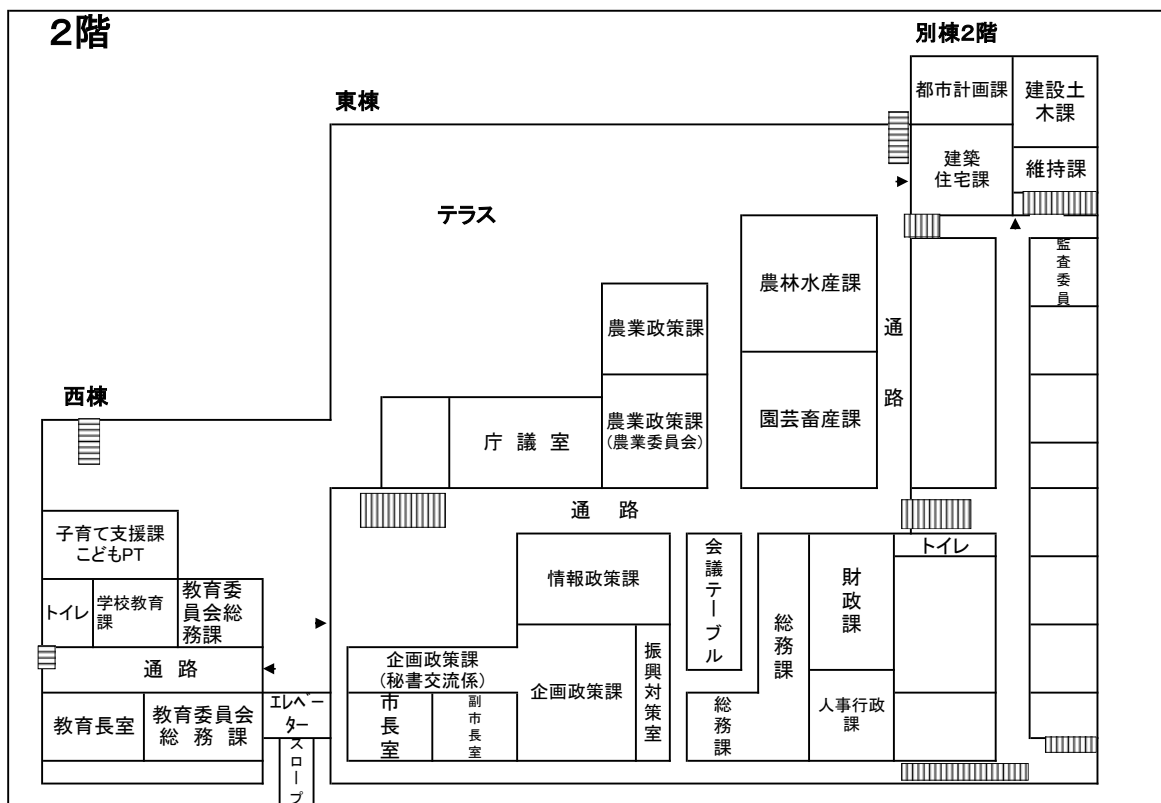 ２階
別棟２階
都市計画課
建設土
木課
東棟
建築
住宅課
維持課
テラス
監査委員
農林水産課
農業政策課
通路
西棟
農業政策課
(農業委員会)
園芸畜産課
庁議室
通路
子育て支援課
こどもPT
トイレ
情報政策課
会議テーブル
財政課
総務課
トイレ
学校教育
課
教育委
員会総
務課
通路
企画政策課
(秘書交流係)
企画政策課
振興対策室
教育長室
教育委員会
総務課
エレベー
ター
市長室
副市長室
総務課
人事行政
課
スロープ